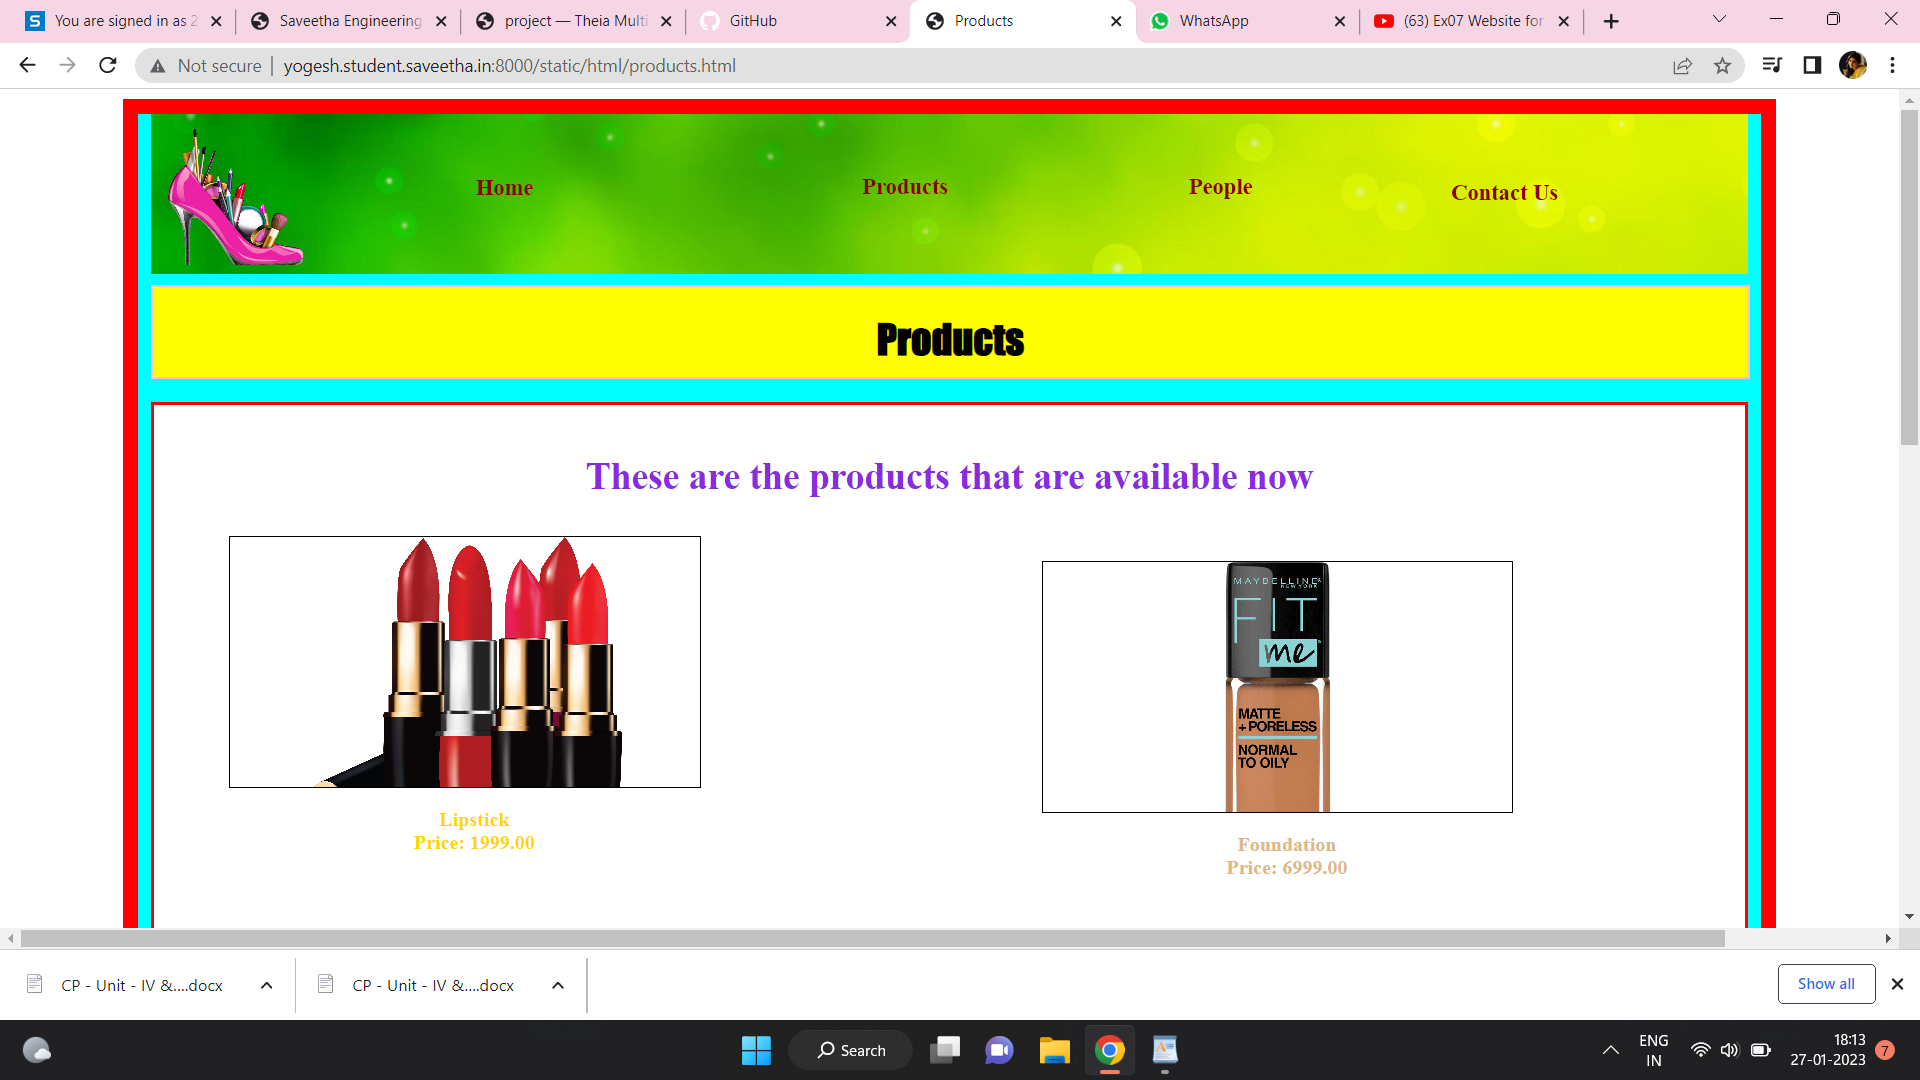 You are signed in as 2
Saveetha Engineering
project — Theia Multi
GitHub
Products
WhatsApp
(63) Ex07 Website for
Not secure
yogesh.student.saveetha.in:8000/static/html/products.html
Home
Products
People
Contact Us
Products
These are the products that are available now
MAYBELLINE
NEW YORK
FIT
me
MATTE
+ PORELESS
NORMAL
TO OILY
Lipstick
Price: 1999.00
Foundation
Price: 6999.00
CP - Unit - IV &....docx
CP - Unit - IV &....docx
Show all
Search
ENG
IN
18:13
27-01-2023
7